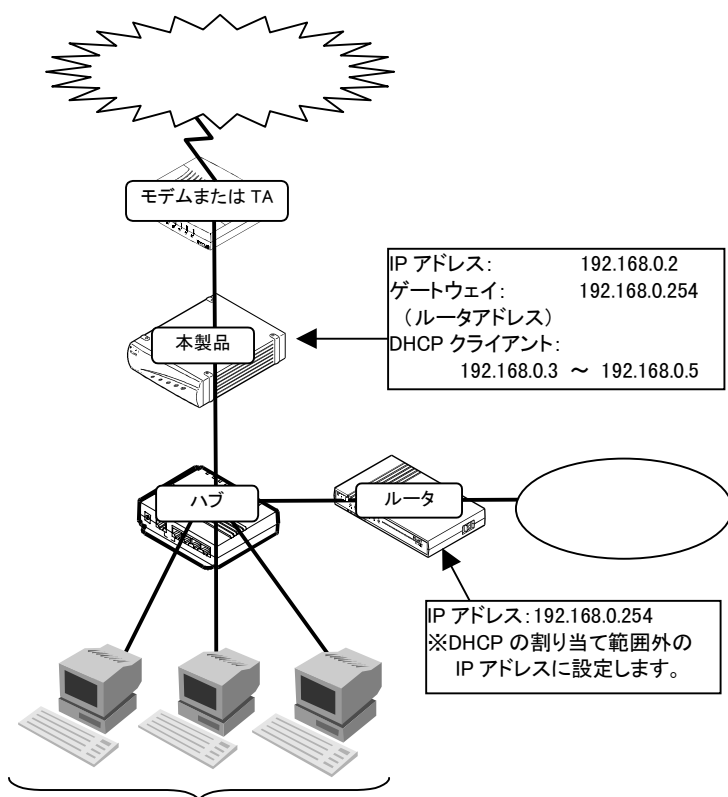 モデムまたは TA
IP アドレス: 192.168.0.2
ゲートウェイ: 192.168.0.254
(ルータアドレス)
DHCP クライアント:
192.168.0.3 ～ 192.168.0.5
本製品
ハブ
ルータ
IP アドレス:192.168.0.254
※DHCP の割り当て範囲外の
IP アドレスに設定します。